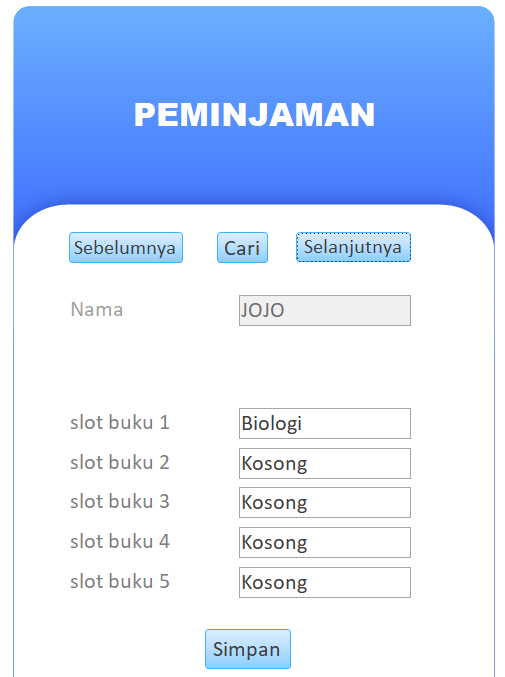 PEMINJAMAN
Sebelumnya Cari Selanjutnya
Nama JOJO
slot buku 1 Biologi
slot buku 2 Kosong
slot buku 3 Kosong
slot buku 4 Kosong
slot buku 5 Kosong
Simpan